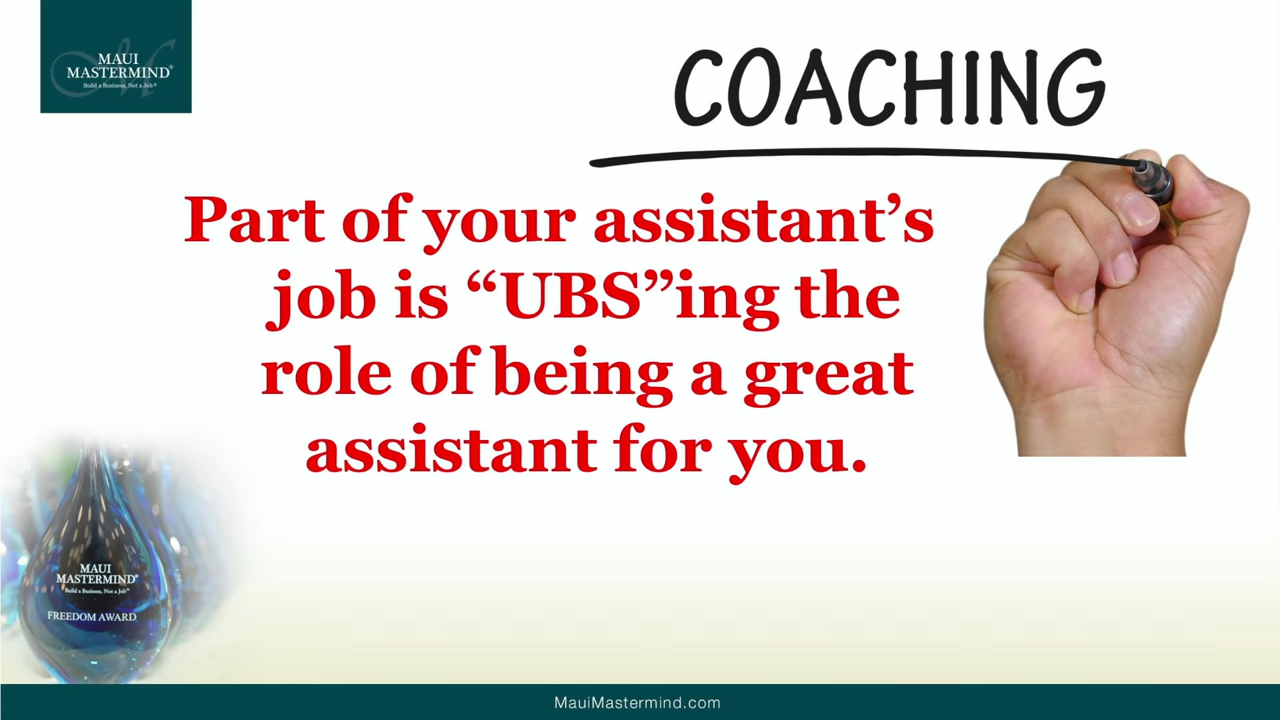 MAUI
MASTERMIND®
Build a Business, Not a Job®
COACHING
Part of your assistant’s
job is “UBS”ing the
role of being a great
assistant for you.
MAUI
MASTERMIND®
Build a Business, Not a Job™
FREEDOM AWARD
MauiMastermind.com